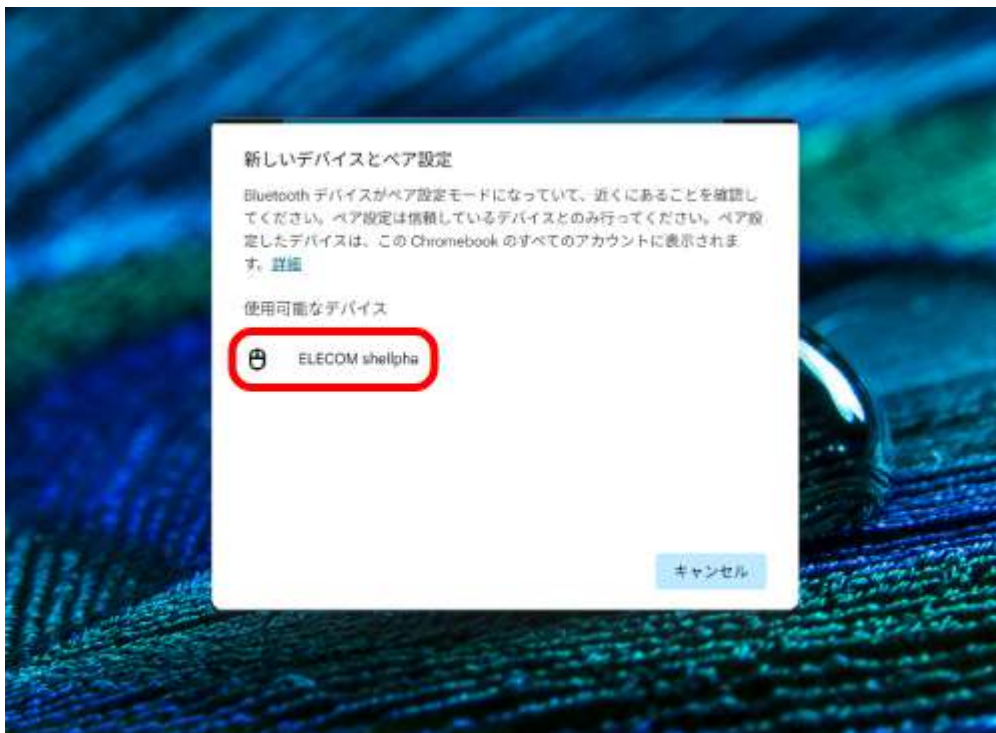 新しいデバイスとペア設定
Bluetooth デバイスがペア設定モードになっていて、近くにあることを確認し
てください。ペア設定は信頼しているデバイスとのみ行ってください。ペア設
定したデバイスは、この Chromebook のすべてのアカウントに表示されま
す。詳細
使用可能なデバイス
ELECOM shellpha
キャンセル